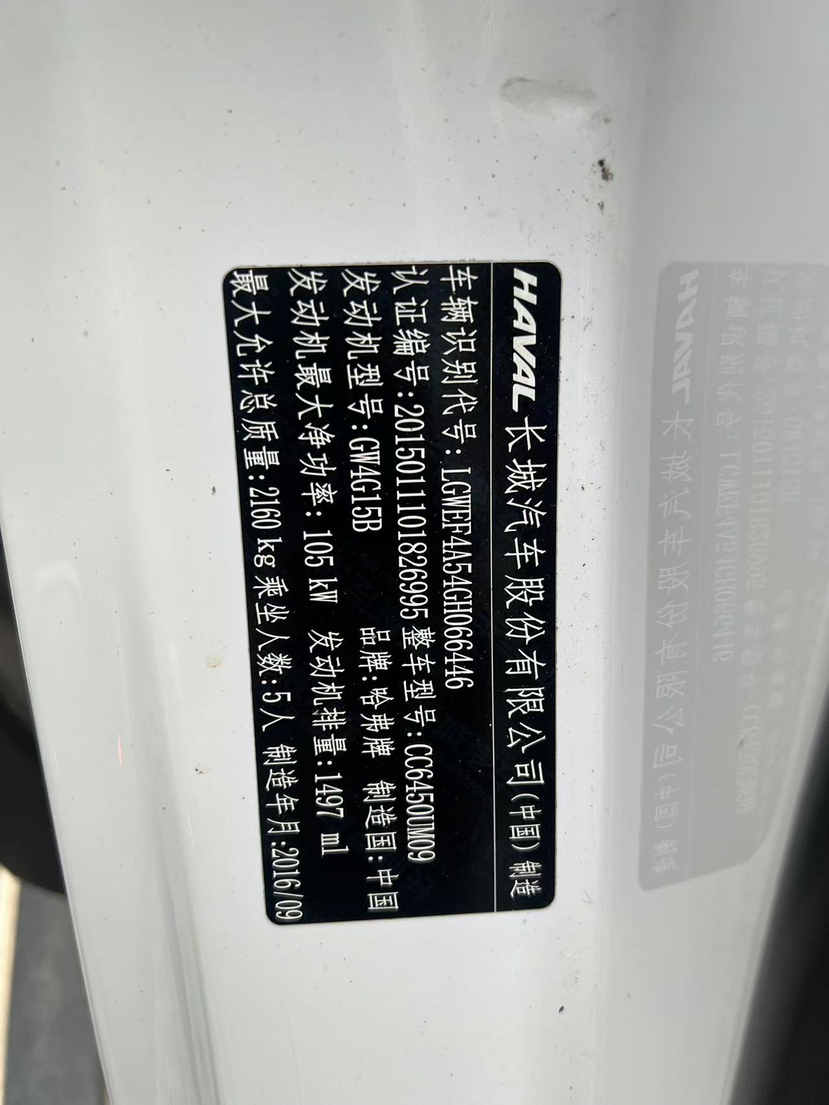 HAVAL 长城汽车股份有限公司(中国) 制造
车辆识别代号: LGWEF4A54GH066446
认证编号:2015011101826995 整车型号:CC6450UM09
发动机型号:GW4G15B 品牌:哈弗牌 制造国:中国
发动机最大净功率: 105 kW 发动机排量:1497 ml
最大允许总质量:2160 kg 乘坐人数:5人 制造年月:2016/09